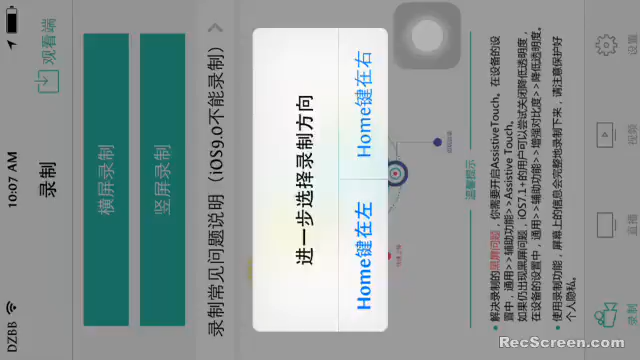 DZBB
10:07 AM
录制
观看端
横屏录制
竖屏录制
录制常见问题说明（iOS9.0不能录制）
进一步选择录制方向
Home键在左
Home键在右
温馨提示
解决录制的黑屏问题，你需要开启AssistiveTouch。在设备的设
置中，通用>>辅助功能>>Assistive Touch。
如果仍出现黑屏问题，iOS7.1+的用户可以尝试关闭降低透明度，
在设备的设置中，通用>>辅助功能>>增强对比度>>降低透明度。
使用录制功能，屏幕上的信息会完整地录制下来，请注意保护好
个人隐私。
录制
直播
视频
设置
RecScreen.com